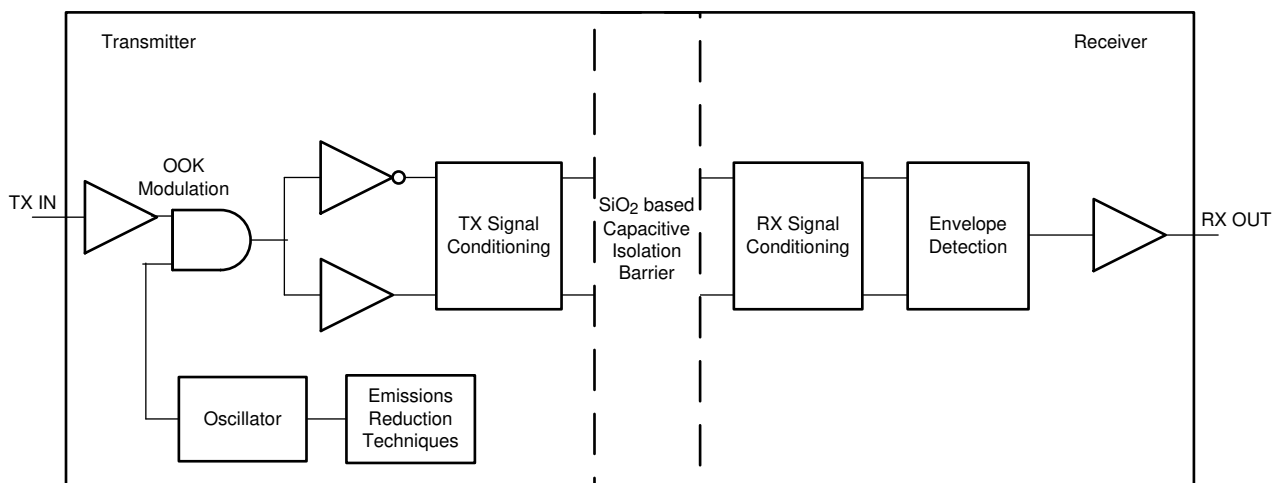 Transmitter
Receiver
OOK
Modulation
TX IN
TX Signal
Conditioning
SiO2 based
Capacitive
Isolation
Barrier
RX Signal
Conditioning
Envelope
Detection
RX OUT
Oscillator
Emissions
Reduction
Techniques